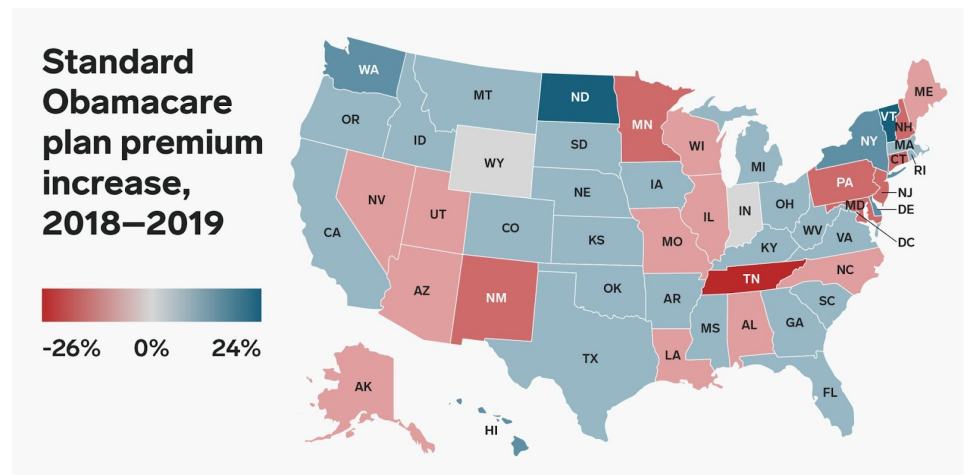 Standard
Obamacare
plan premium
increase,
2018–2019
-26% 0% 24%
WA
MT
ND
MN
OR
ID
WY
SD
WI
MI
NY
VT
NH
ME
MA
CT
RI
NV
UT
CO
NE
IA
IL
IN
OH
PA
NJ
MD
DE
DC
CA
KS
MO
KY
WV
VA
AZ
NM
OK
AR
TN
NC
SC
TX
LA
MS
AL
GA
FL
AK
HI